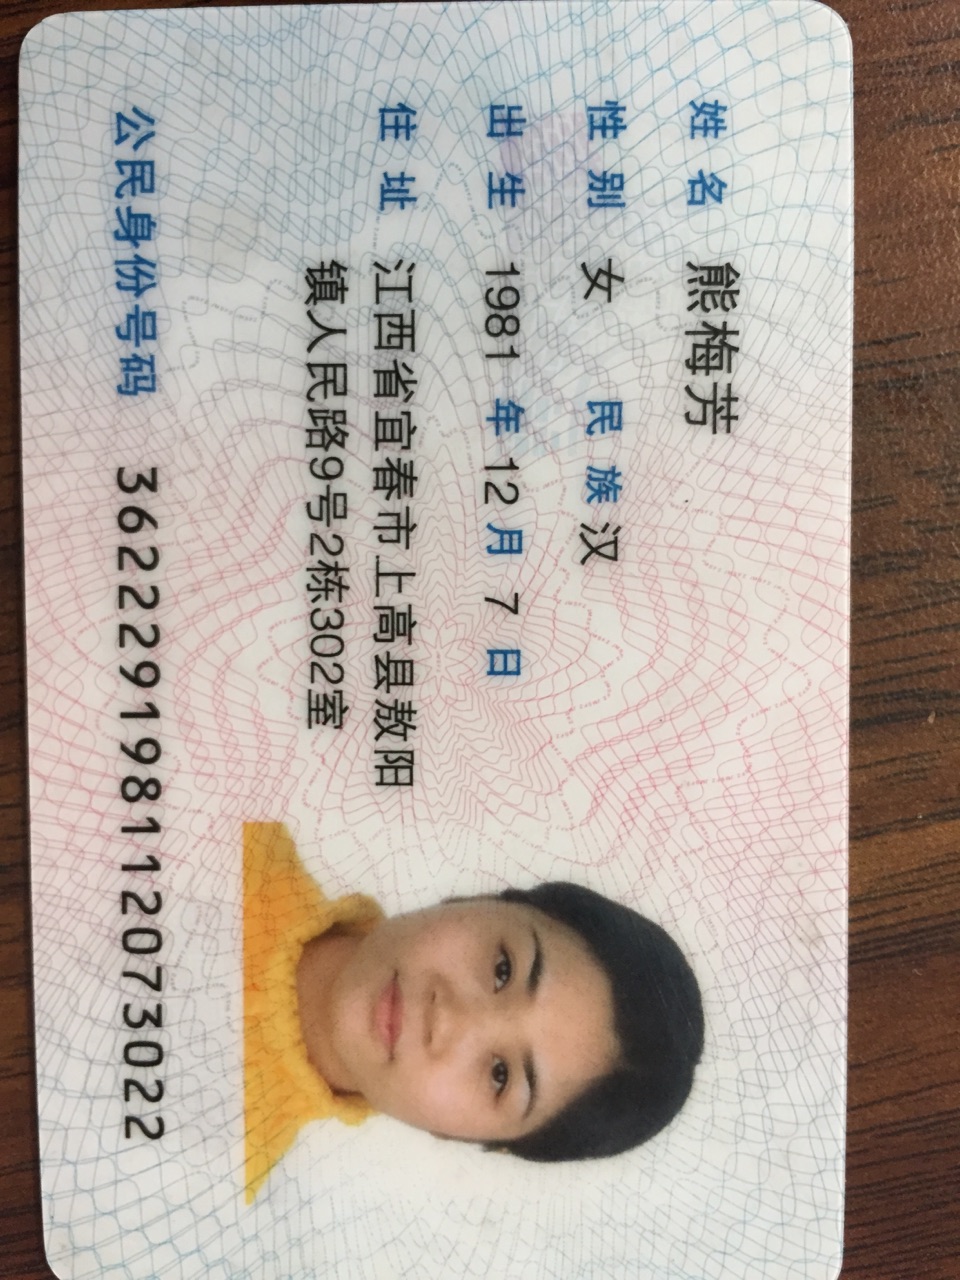 姓名 熊梅芳
性别 女 民族 汉
出生 1981 年 12 月 7 日
住址 江西省宜春市上高县敖阳
镇人民路9号2栋302室
公民身份号码 362229198112073022